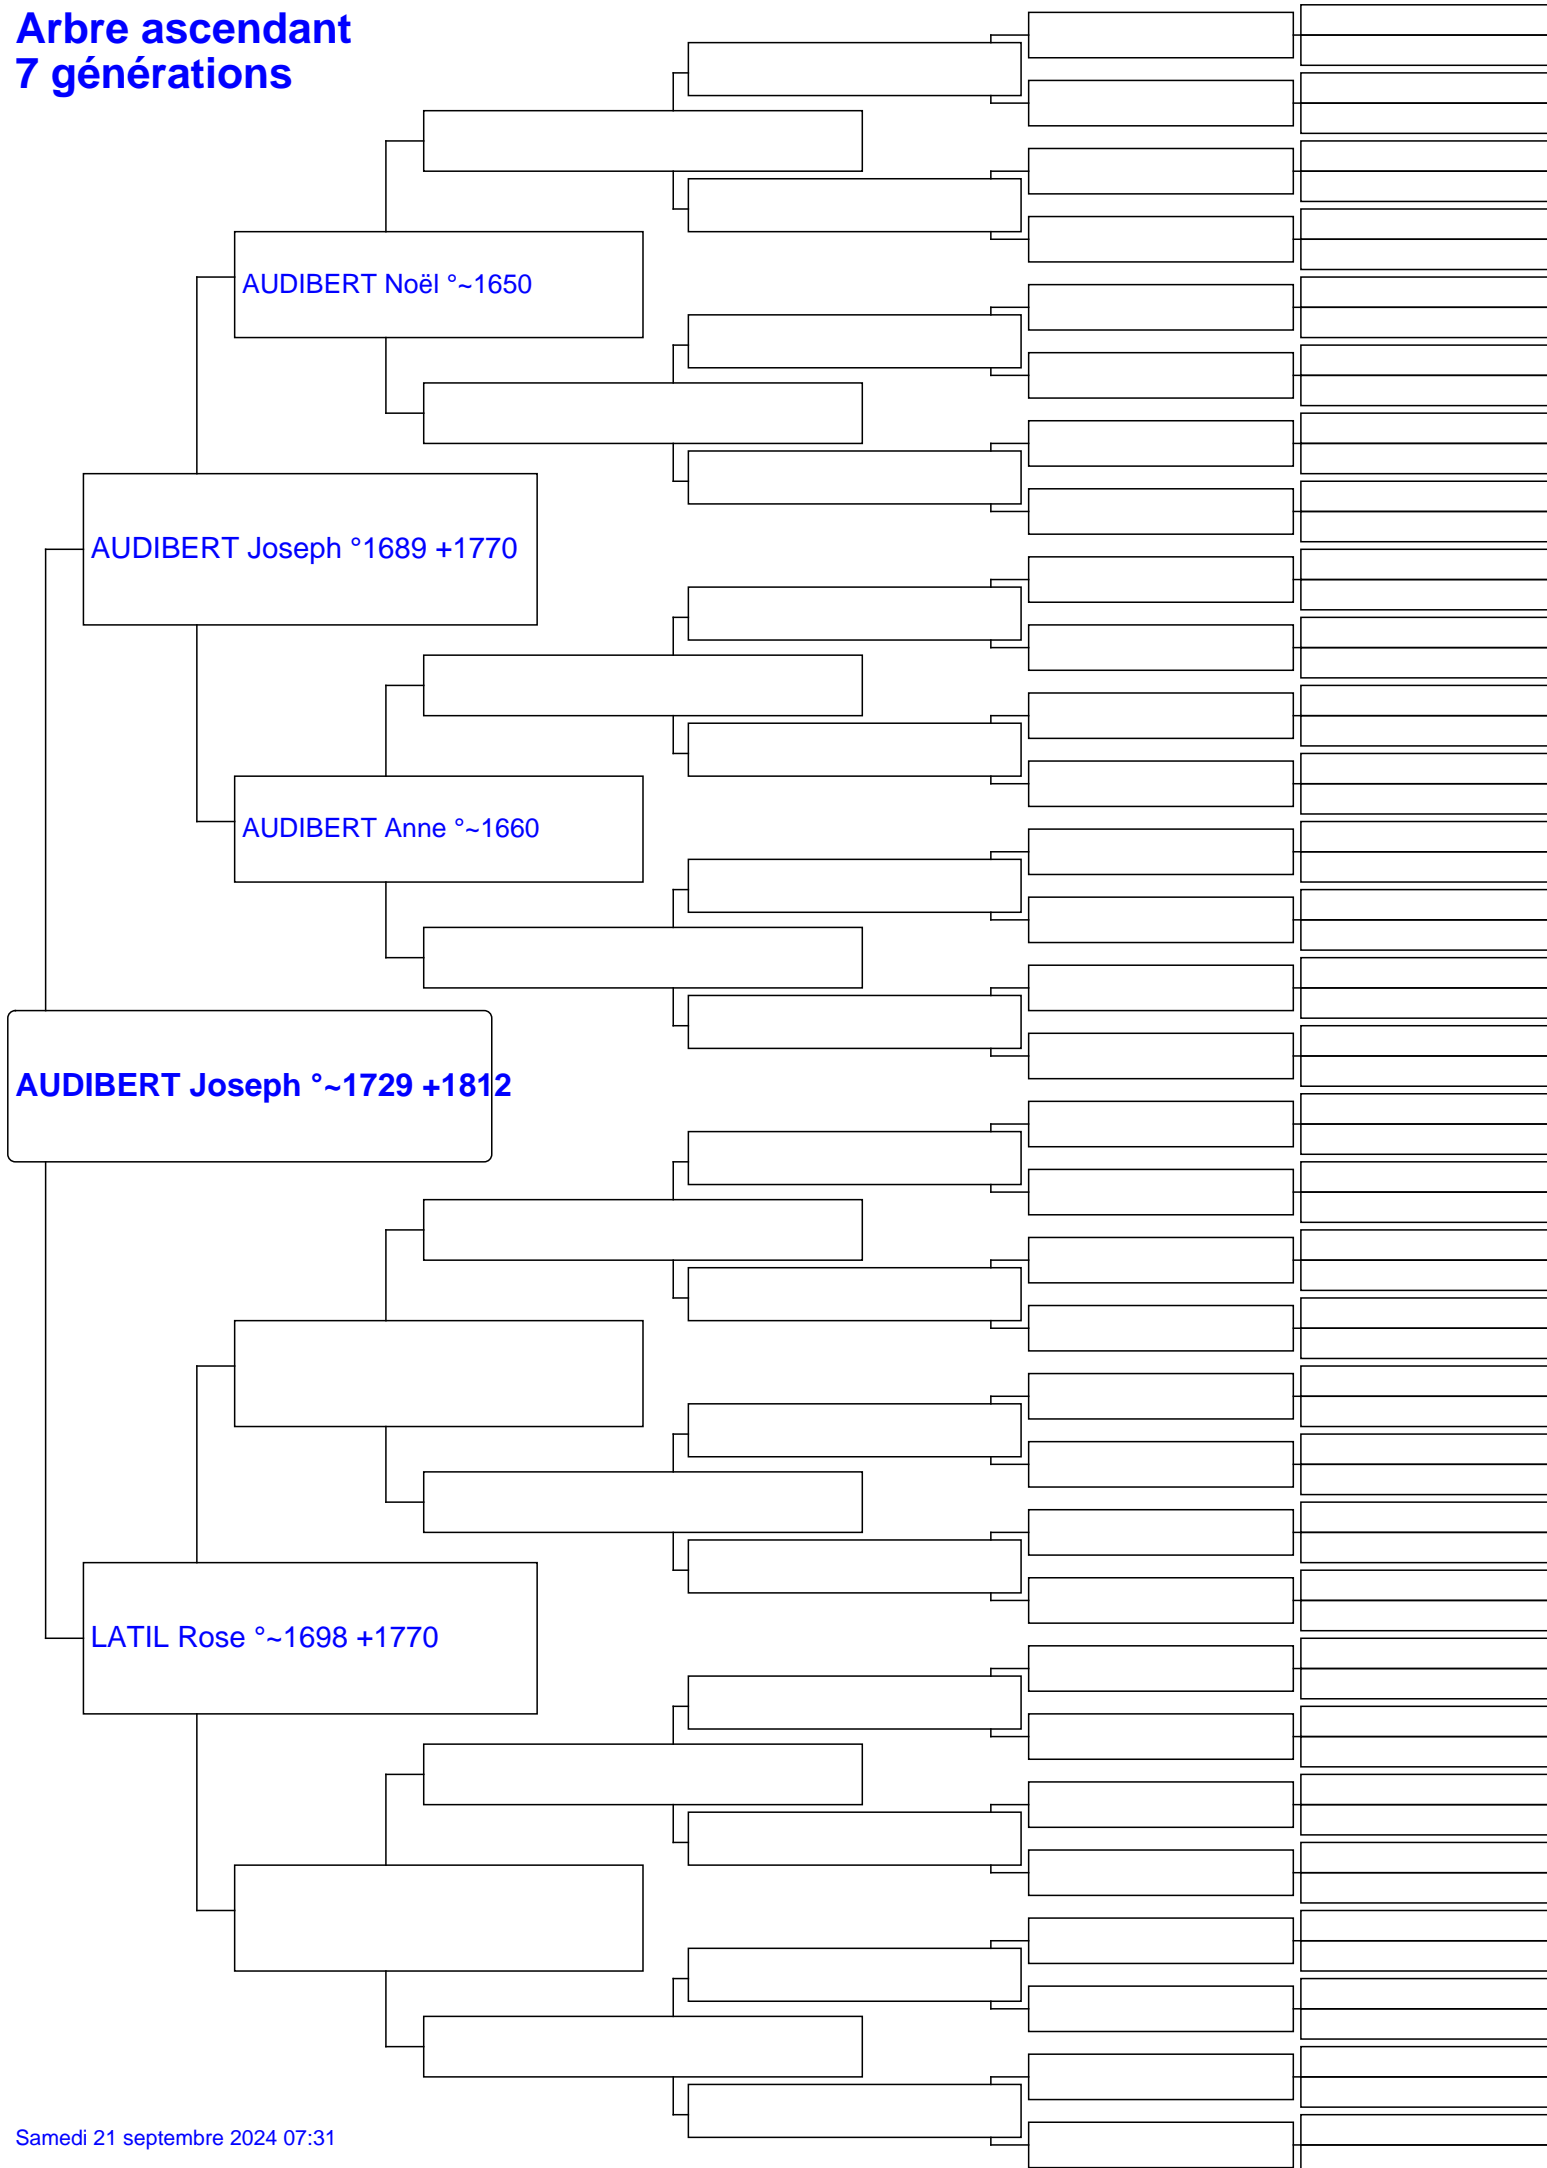 Arbre ascendant
7 générations
AUDIBERT Noël °~1650
AUDIBERT Joseph °1689 +1770
AUDIBERT Anne °~1660
AUDIBERT Joseph °~1729 +1812
LATIL Rose °~1698 +1770
Samedi 21 septembre 2024 07:31